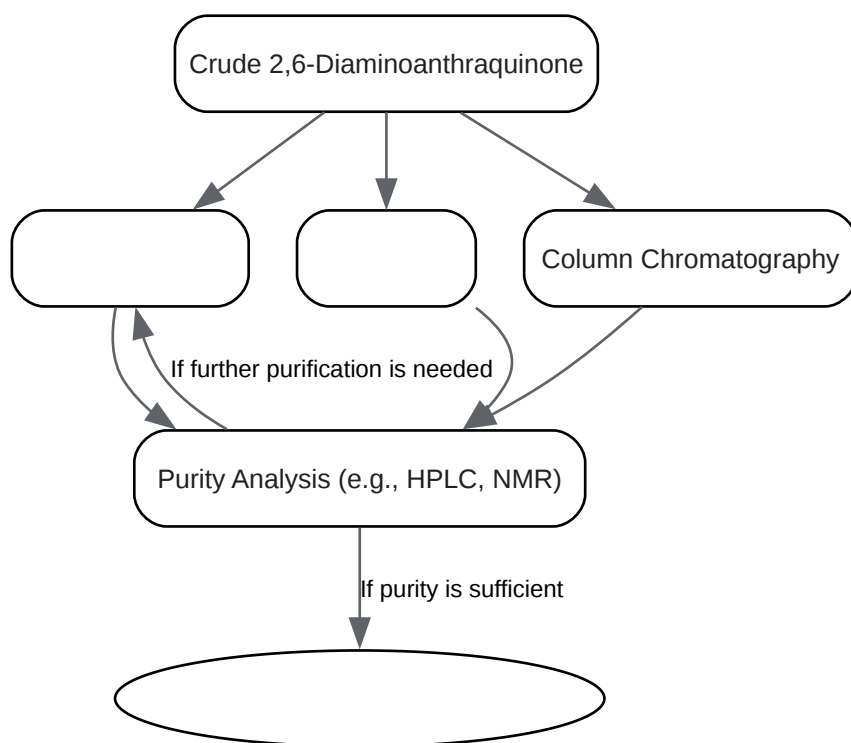 Crude 2,6-Diaminoanthraquinone
Column Chromatography
If further purification is needed
Purity Analysis (e.g., HPLC, NMR)
If purity is sufficient